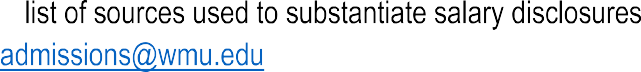 list of sources used to substantiate salary disclosures
admissions@wmu.edu